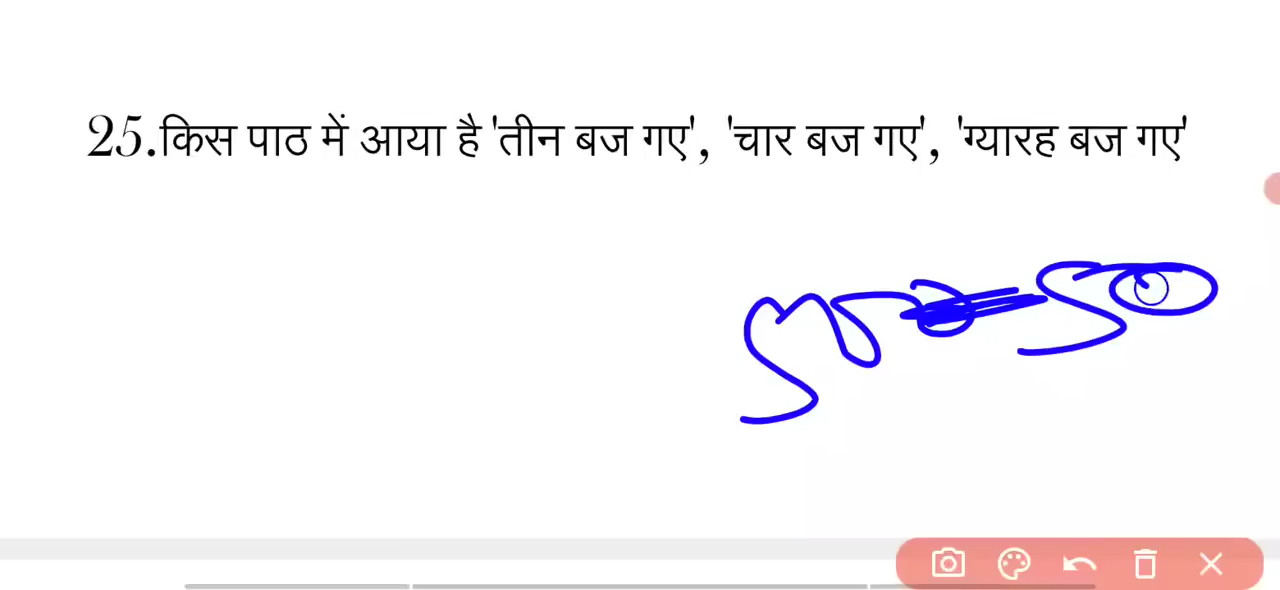 25.किस पाठ में आया है 'तीन बज गए', 'चार बज गए', 'ग्यारह बज गए'